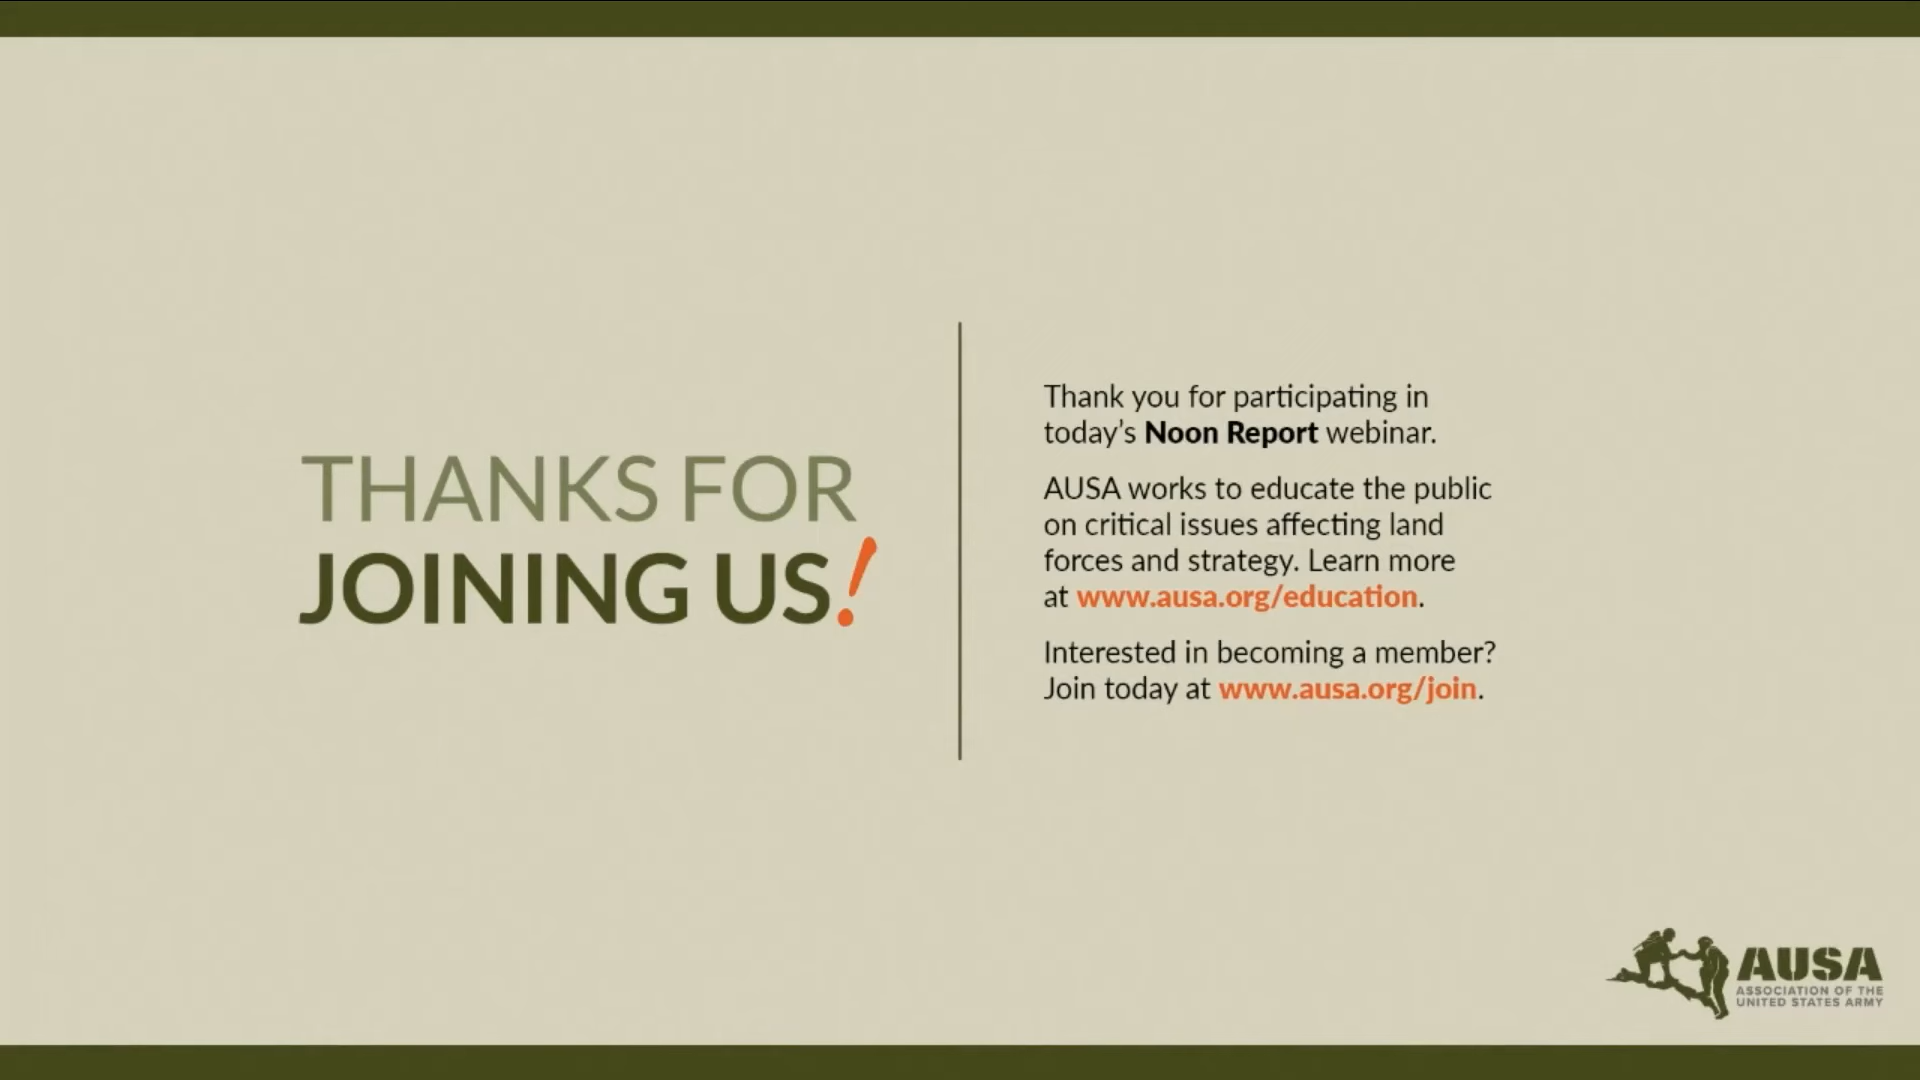 THANKS FOR
JOINING US!
Thank you for participating in
today's Noon Report webinar.
AUSA works to educate the public
on critical issues affecting land
forces and strategy. Learn more
at www.ausa.org/education.
Interested in becoming a member?
Join today at www.ausa.org/join.
AUSA
ASSOCIATION OF THE
UNITED STATES ARMY